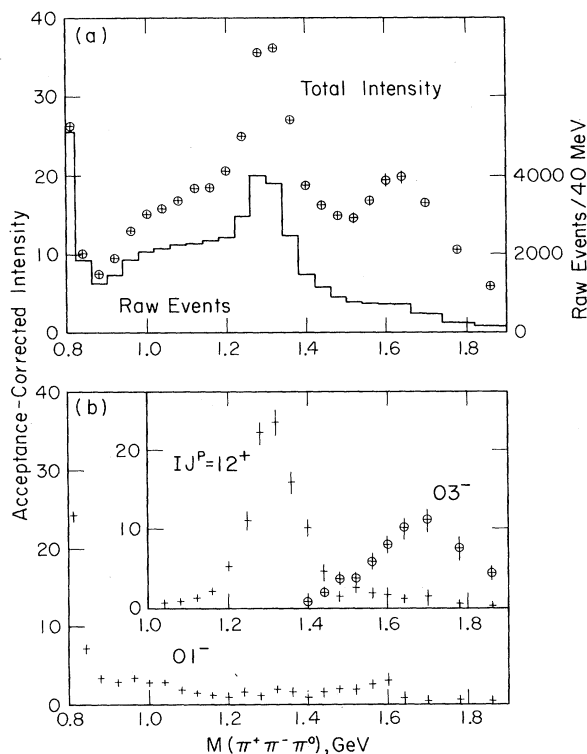 (a)
Total Intensity
Raw Events
40
30
20
10
0
4000
2000
0
0.8 1.0 1.2 1.4 1.6 1.8
Acceptance-Corrected Intensity
Raw Events/40 MeV
(b)
IJᴾ=12⁺
03⁻
01⁻
40
30
20
10
0
20
10
0
1.0 1.2 1.4 1.6 1.8
0.8 1.0 1.2 1.4 1.6 1.8
M(π⁺π⁻π⁰), GeV